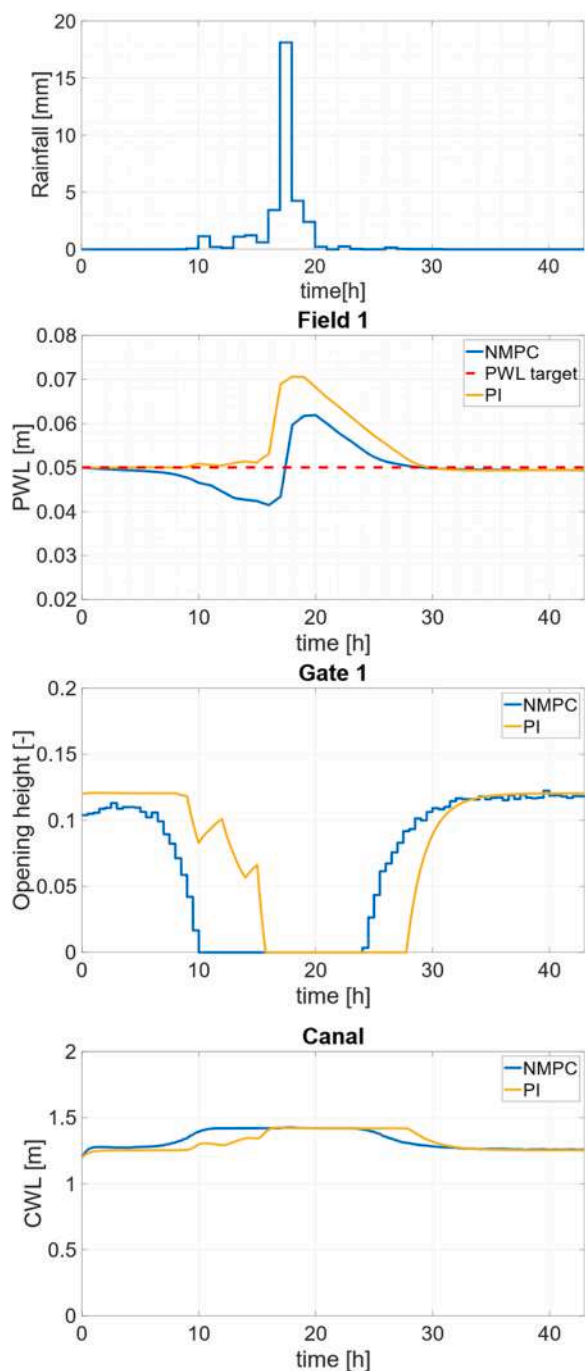 20
15
10
5
0
Rainfall [mm]
0 10 20 30 40
time[h]
Field 1
0.08
0.07
0.06
0.05
0.04
0.03
0.02
PWL [m]
NMPC
PWL target
PI
0 10 20 30 40
time [h]
Gate 1
0.2
0.15
0.1
0.05
0
Opening height [-]
NMPC
PI
0 10 20 30 40
time [h]
Canal
2
1.5
1
0.5
0
CWL [m]
NMPC
PI
0 10 20 30 40
time [h]